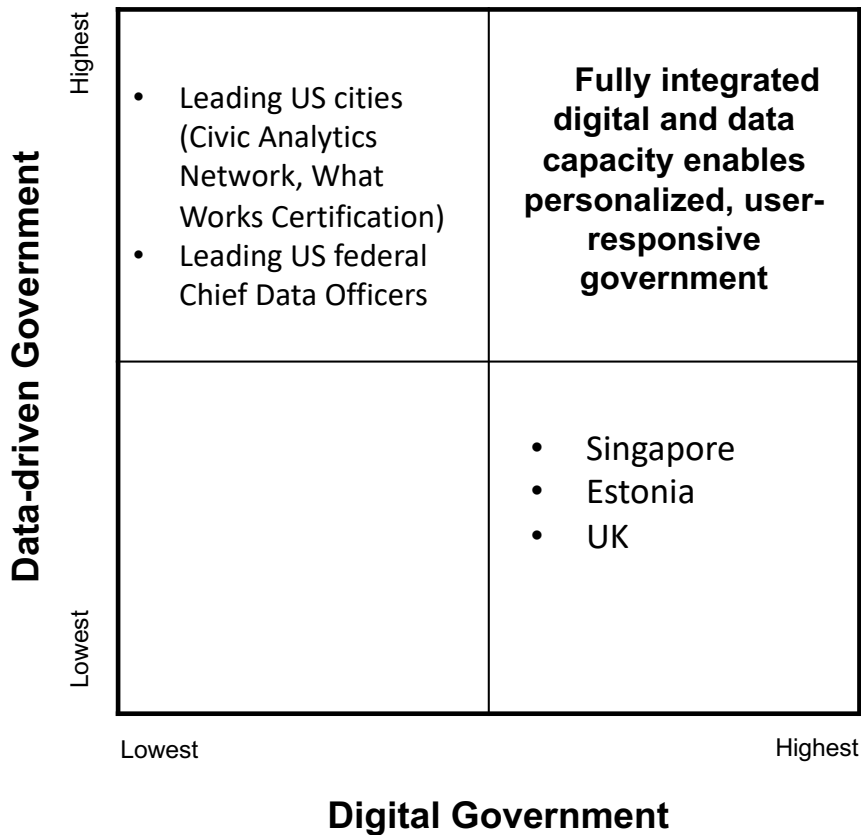 Data-driven Government
Highest
Lowest
• Leading US cities
(Civic Analytics
Network, What
Works Certification)
• Leading US federal
Chief Data Officers
Fully integrated
digital and data
capacity enables
personalized, user-
responsive
government
• Singapore
• Estonia
• UK
Lowest
Highest
Digital Government